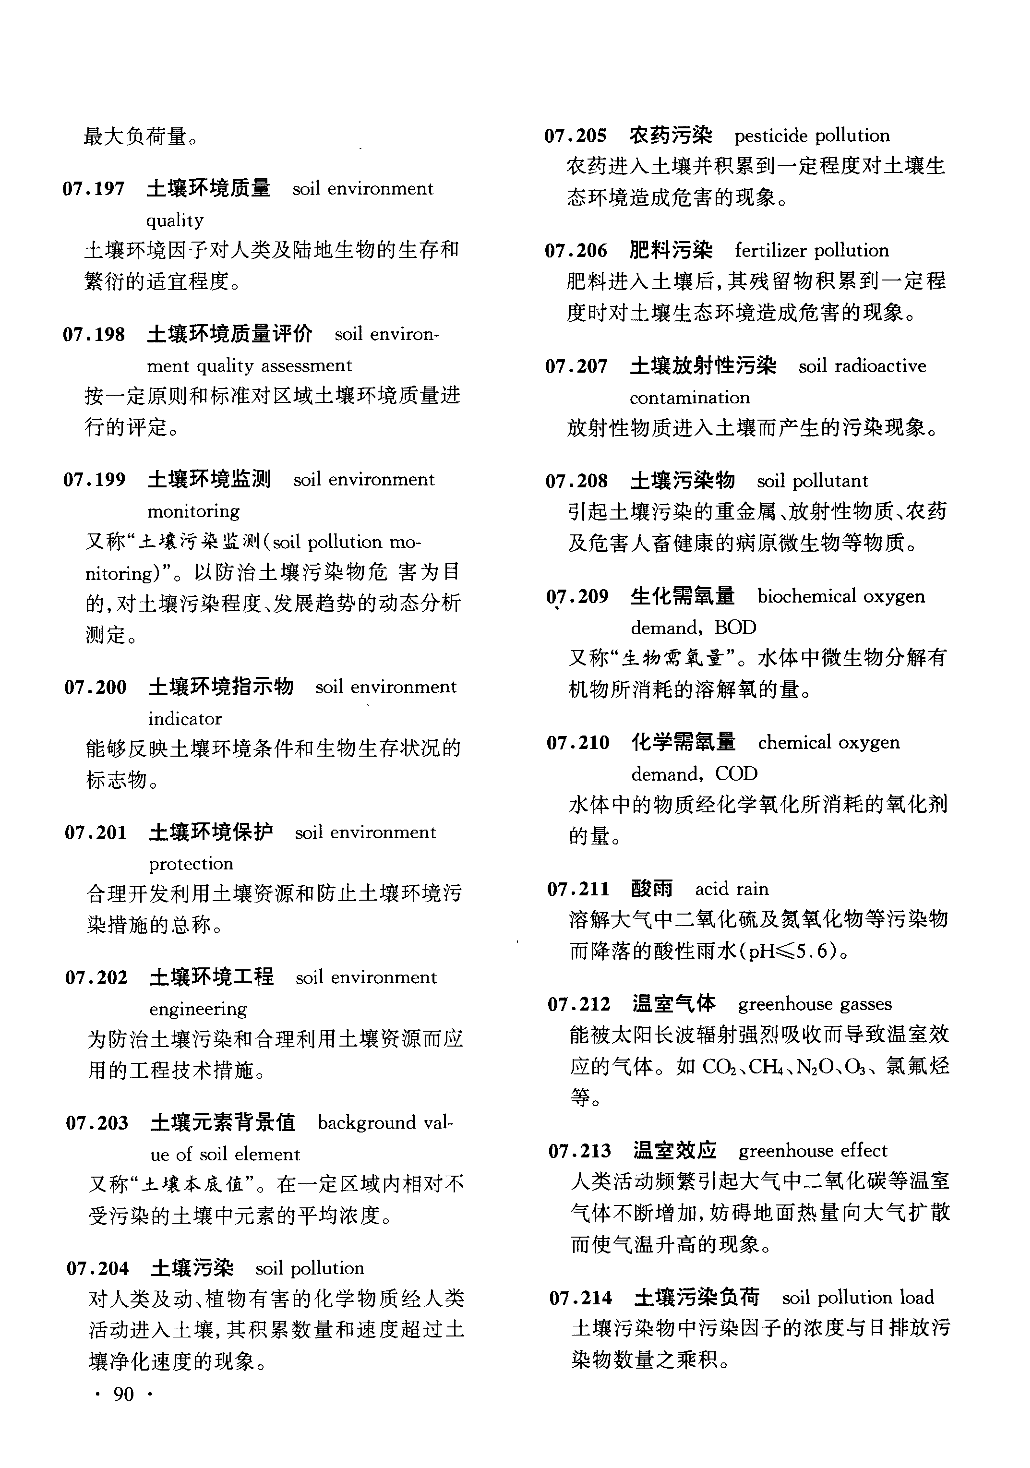 最大负荷量。
07.197 土壤环境质量 soil environment
quality
土壤环境因子对人类及陆地生物的生存和
繁衍的适宜程度。
07.198 土壤环境质量评价 soil environ-
ment quality assessment
按一定原则和标准对区域土壤环境质量进
行的评定。
07.199 土壤环境监测 soil environment
monitoring
又称“土壤污染监测(soil pollution mo-
nitoring)”。以防治土壤污染物危 害为目
的,对土壤污染程度、发展趋势的动态分析
测定。
07.200 土壤环境指示物 soil environment
indicator
能够反映土壤环境条件和生物生存状况的
标志物。
07.201 土壤环境保护 soil environment
protection
合理开发利用土壤资源和防止土壤环境污
染措施的总称。
07.202 土壤环境工程 soil environment
engineering
为防治土壤污染和合理利用土壤资源而应
用的工程技术措施。
07.203 土壤元素背景值 background val-
ue of soil element
又称“土壤本底值”。在一定区域内相对不
受污染的土壤中元素的平均浓度。
07.204 土壤污染 soil pollution
对人类及动、植物有害的化学物质经人类
活动进入土壤,其积累数量和速度超过土
壤净化速度的现象。
· 90 ·
07.205 农药污染 pesticide pollution
农药进入土壤并积累到一定程度对土壤生
态环境造成危害的现象。
07.206 肥料污染 fertilizer pollution
肥料进入土壤后,其残留物积累到一定程
度时对土壤生态环境造成危害的现象。
07.207 土壤放射性污染 soil radioactive
contamination
放射性物质进入土壤而产生的污染现象。
07.208 土壤污染物 soil pollutant
引起土壤污染的重金属、放射性物质、农药
及危害人畜健康的病原微生物等物质。
07.209 生化需氧量 biochemical oxygen
demand, BOD
又称“生物需氧量”。水体中微生物分解有
机物所消耗的溶解氧的量。
07.210 化学需氧量 chemical oxygen
demand, COD
水体中的物质经化学氧化所消耗的氧化剂
的量。
07.211 酸雨 acid rain
溶解大气中二氧化硫及氮氧化物等污染物
而降落的酸性雨水(pH≤5.6)。
07.212 温室气体 greenhouse gasses
能被太阳长波辐射强烈吸收而导致温室效
应的气体。如 CO₂、CH₄、N₂O、O₃、氯氟烃
等。
07.213 温室效应 greenhouse effect
人类活动频繁引起大气中二氧化碳等温室
气体不断增加,妨碍地面热量向大气扩散
而使气温升高的现象。
07.214 土壤污染负荷 soil pollution load
土壤污染物中污染因子的浓度与日排放污
染物数量之乘积。